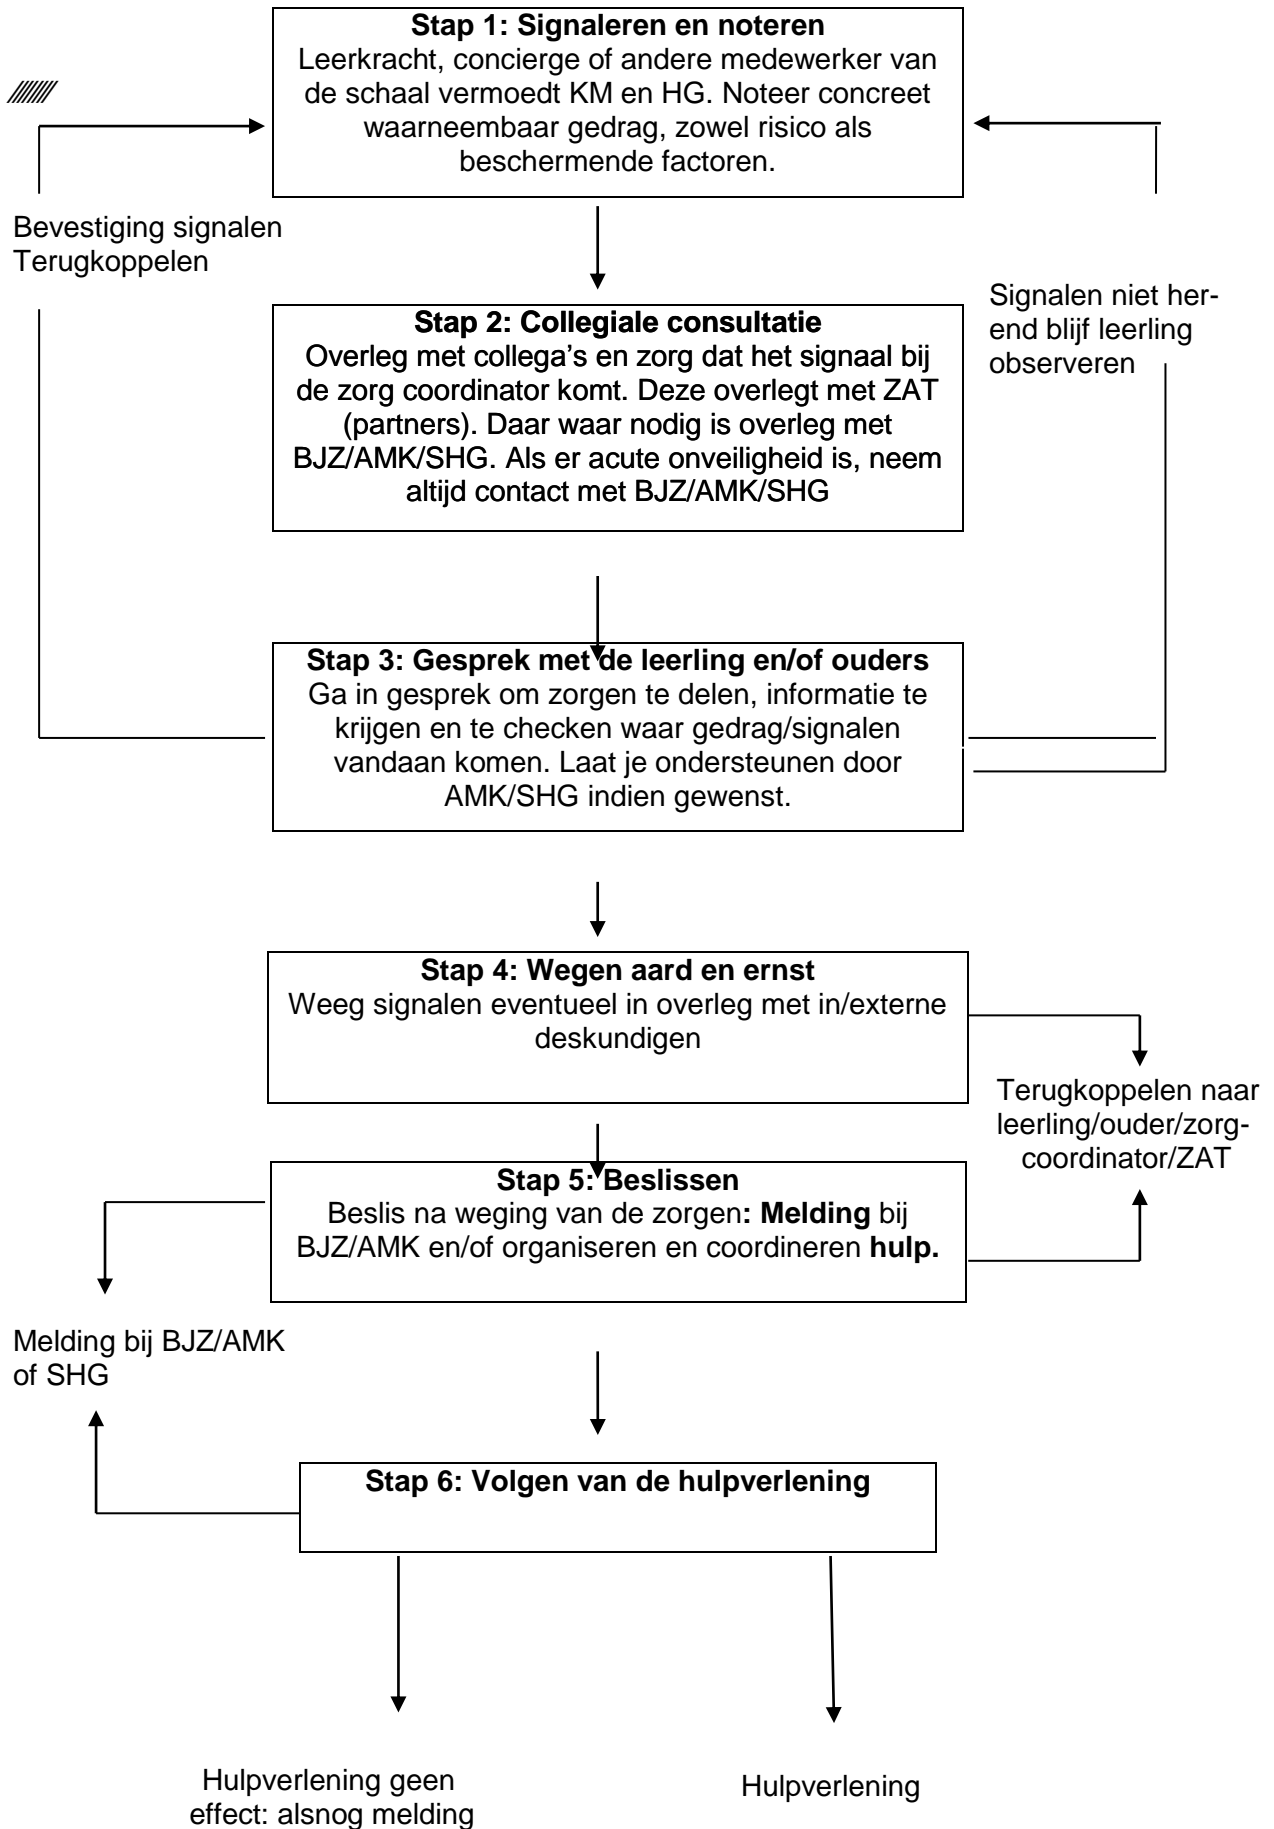 Stap 1: Signaleren en noteren
Leerkracht, concierge of andere medewerker van
de schaal vermoedt KM en HG. Noteer concreet
waarneembaar gedrag, zowel risico als
beschermende factoren.
Bevestiging signalen
Terugkoppelen
Signalen niet her-
end blijf leerling
observeren
Stap 2: Collegiale consultatie
Overleg met collega's en zorg dat het signaal bij
de zorg coordinator komt. Deze overlegt met ZAT
(partners). Daar waar nodig is overleg met
BJZ/AMK/SHG. Als er acute onveiligheid is, neem
altijd contact met BJZ/AMK/SHG
Stap 3: Gesprek met de leerling en/of ouders
Ga in gesprek om zorgen te delen, informatie te
krijgen en te checken waar gedrag/signalen
vandaan komen. Laat je ondersteunen door
AMK/SHG indien gewenst.
Stap 4: Wegen aard en ernst
Weeg signalen eventueel in overleg met in/externe
deskundigen
Terugkoppelen naar
leerling/ouder/zorg-
coordinator/ZAT
Stap 5: Beslissen
Beslis na weging van de zorgen: Melding bij
BJZ/AMK en/of organiseren en coordineren hulp.
Melding bij BJZ/AMK
of SHG
Stap 6: Volgen van de hulpverlening
Hulpverlening geen
effect: alsnog melding
Hulpverlening